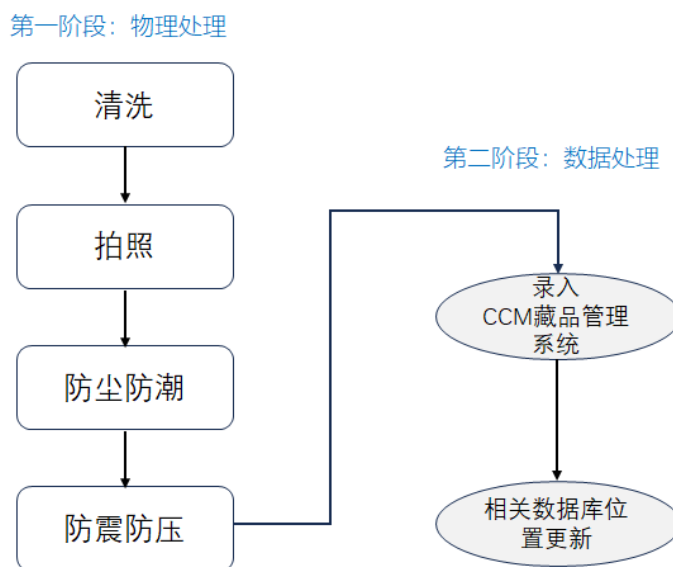 第一阶段：物理处理
清洗
拍照
防尘防潮
防震防压
第二阶段：数据处理
录入
CCM藏品管理
系统
相关数据库位
置更新